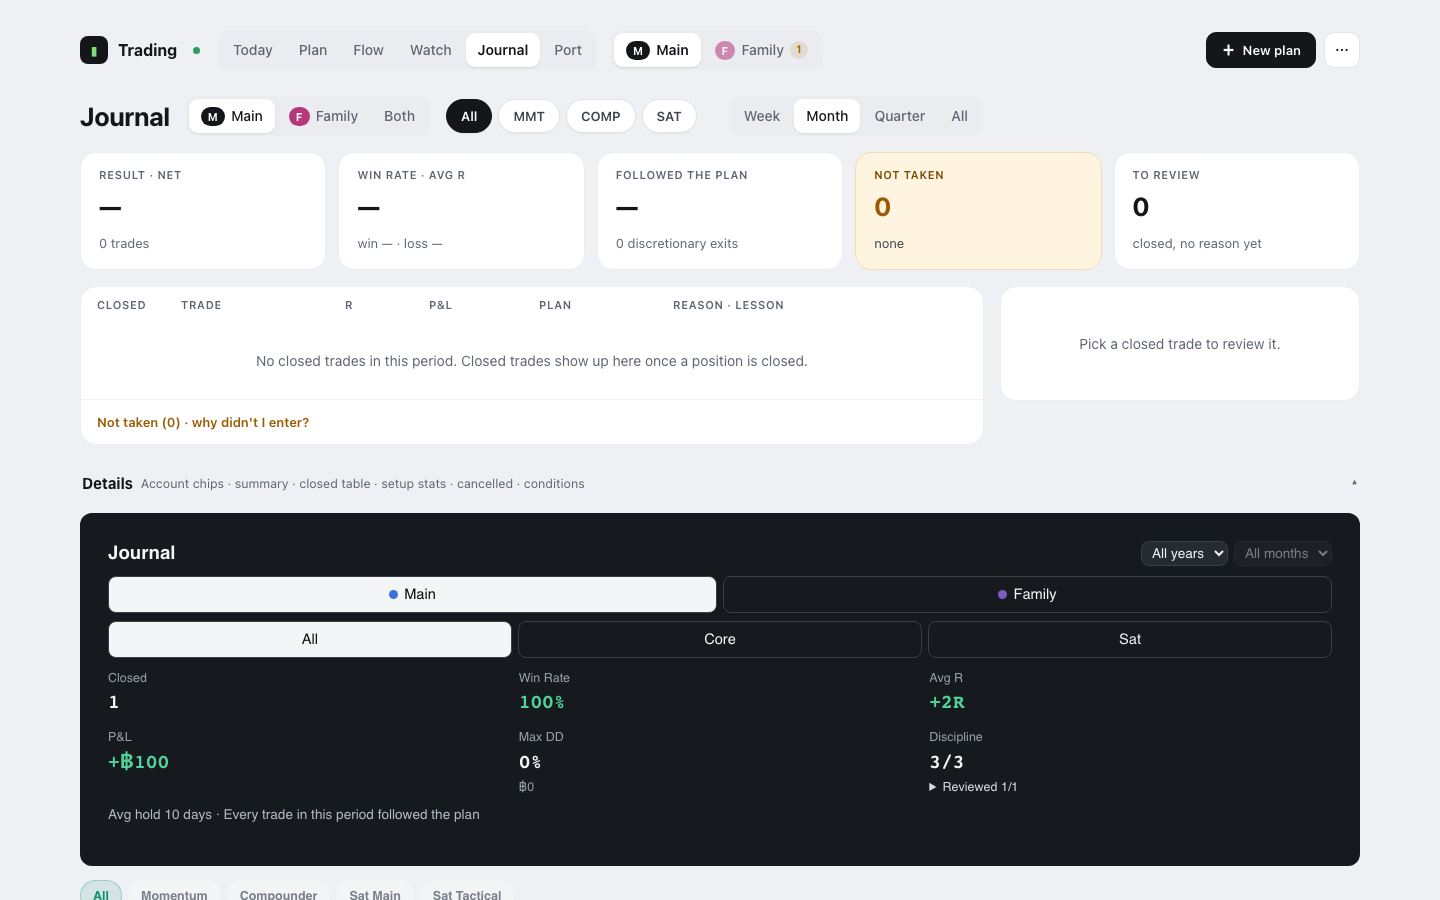 Trading Today Plan Flow Watch Journal Port M Main F Family 1 + New plan ...
Journal M Main F Family Both All MMT COMP SAT Week Month Quarter All
RESULT · NET WIN RATE · AVG R FOLLOWED THE PLAN NOT TAKEN TO REVIEW
— — — 0 0
0 trades win — · loss — 0 discretionary exits none closed, no reason yet
CLOSED TRADE R P&L PLAN REASON · LESSON
No closed trades in this period. Closed trades show up here once a position is closed.
Pick a closed trade to review it.
Not taken (0) · why didn't I enter?
Details Account chips · summary · closed table · setup stats · cancelled · conditions
Journal All years All months
Main Family
All Core Sat
Closed Win Rate Avg R
1 100% +2R
P&L Max DD Discipline
+฿100 0% 3/3
฿0 Reviewed 1/1
Avg hold 10 days · Every trade in this period followed the plan
All Momentum Compounder Sat Main Sat Tactical